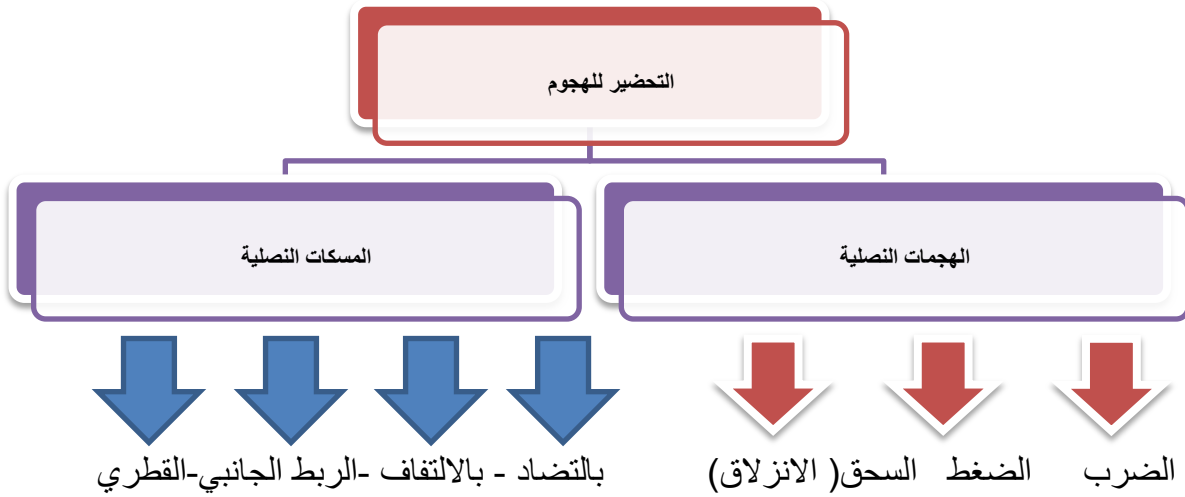 التحضير للهجوم
الهجمات النصلية
المسكات النصلية
الضرب الضغط السحق( الانزلاق)
بالتضاد - بالالتفاف -الربط الجانبي-القطري